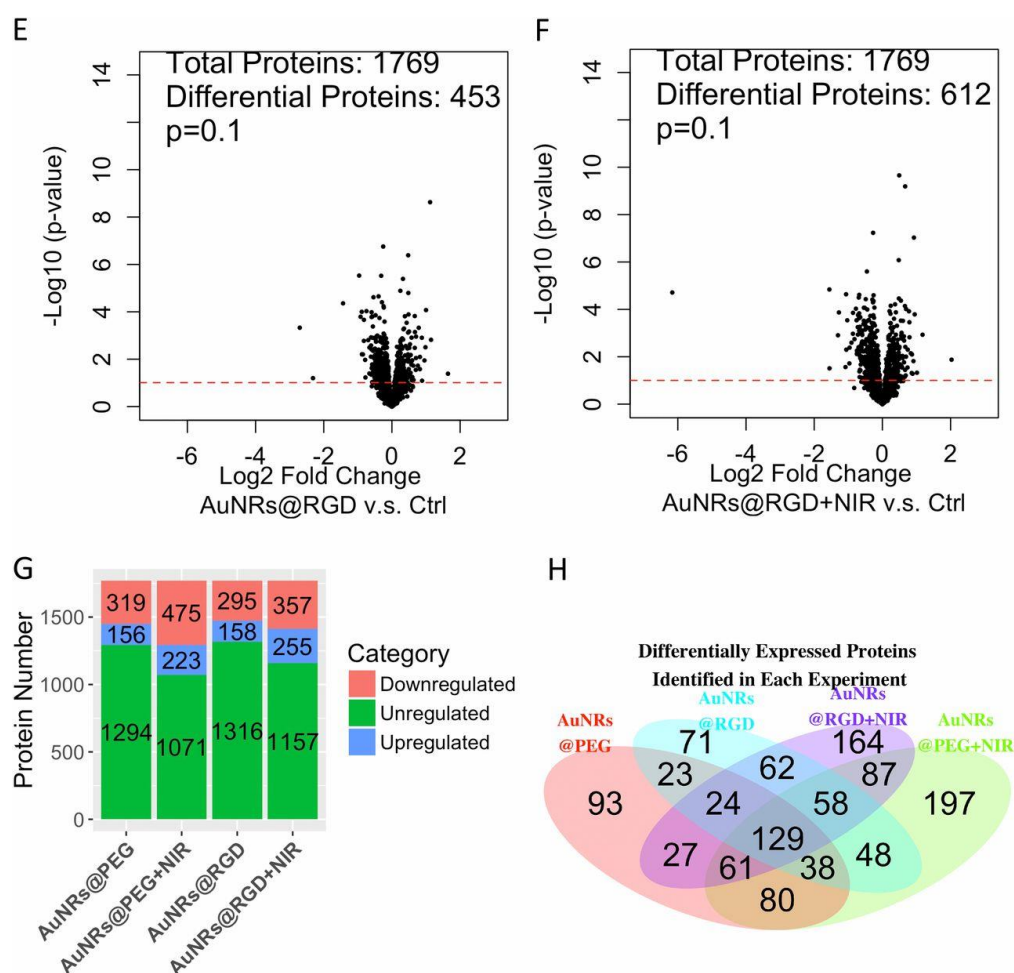 E
Total Proteins: 1769
Differential Proteins: 453
p=0.1
14
10
8
6
4
2
0
-Log10 (p-value)
-6
-4
-2
0
2
Log2 Fold Change
AuNRs@RGD v.s. Ctrl
F
Total Proteins: 1769
Differential Proteins: 612
p=0.1
14
10
8
6
4
2
0
-Log10 (p-value)
-6
-4
-2
0
2
Log2 Fold Change
AuNRs@RGD+NIR v.s. Ctrl
G
Protein Number
1500
1000
500
0
319
475
295
357
156
223
158
255
1294
1071
1316
1157
AuNRs@PEG
AuNRs@PEG+NIR
AuNRs@RGD
AuNRs@RGD+NIR
Category
Downregulated
Unregulated
Upregulated
H
Differentially Expressed Proteins
Identified in Each Experiment
AuNRs
@PEG
AuNRs
@RGD
AuNRs
@RGD+NIR
AuNRs
@PEG+NIR
71
164
23
62
87
93
24
58
197
129
27
61
38
48
80